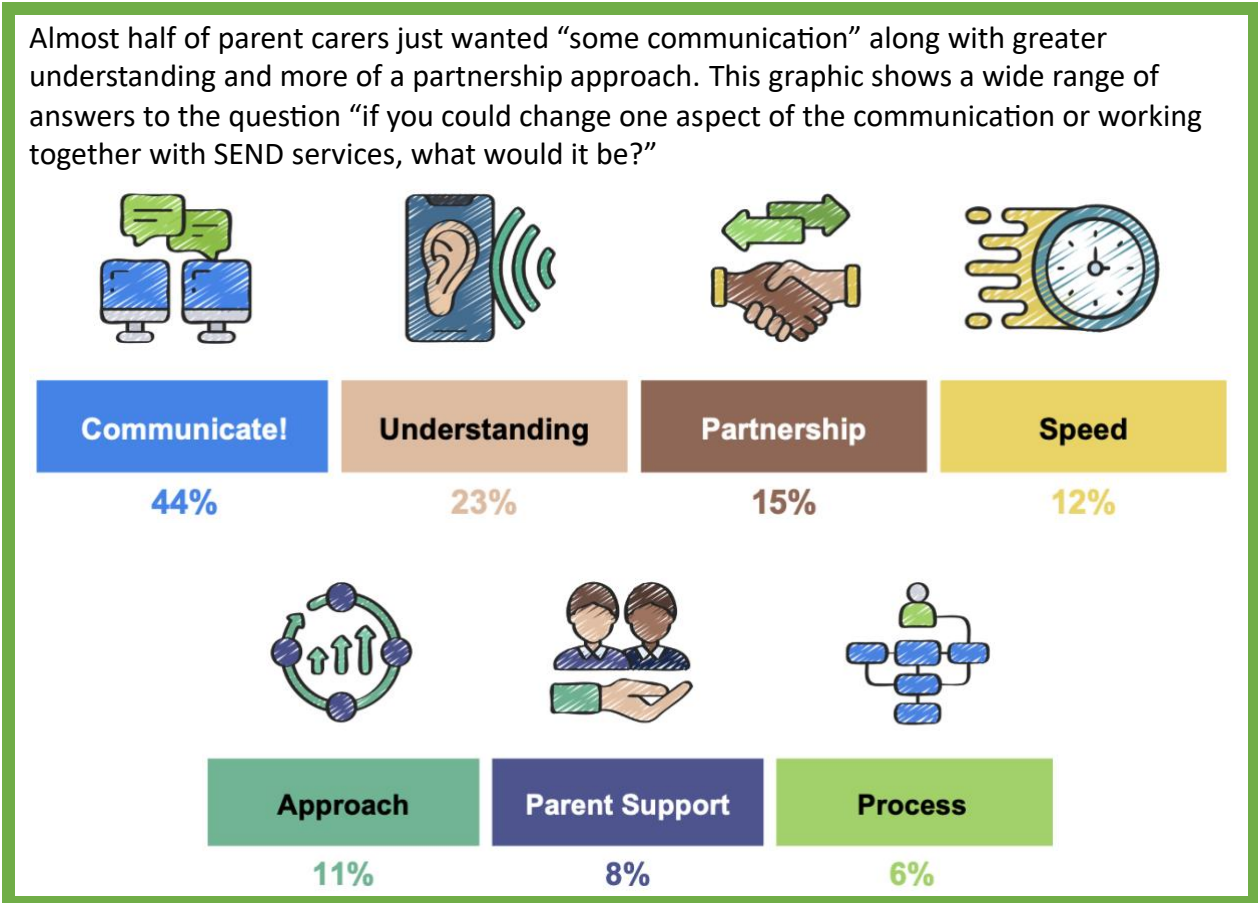 Almost half of parent carers just wanted “some communication” along with greater
understanding and more of a partnership approach. This graphic shows a wide range of
answers to the question “if you could change one aspect of the communication or working
together with SEND services, what would it be?”
Communicate! Understanding Partnership Speed
44% 23% 15% 12%
Approach Parent Support Process
11% 8% 6%